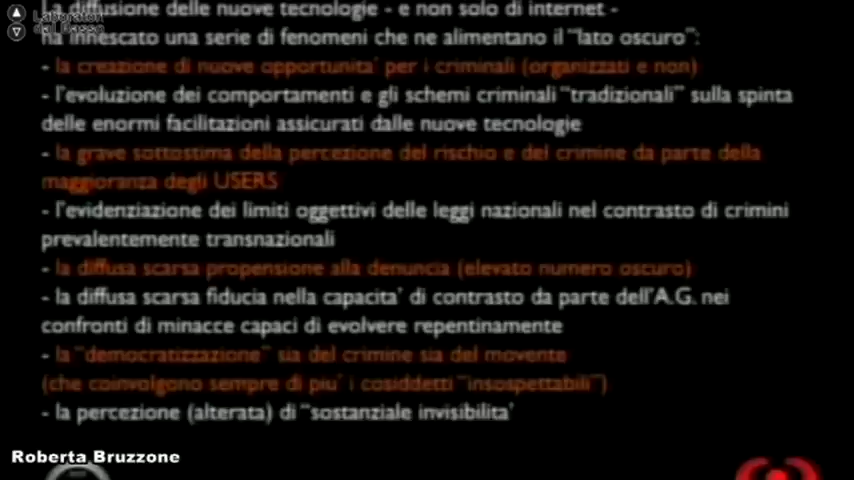 La diffusione delle nuove tecnologie - e non solo di internet -
Laboratori
dal Basso
ha innescato una serie di fenomeni che ne alimentano il "lato oscuro":
- la creazione di nuove opportunita' per i criminali (organizzati e non)
- l'evoluzione dei comportamenti e gli schemi criminali "tradizionali" sulla spinta
delle enormi facilitazioni assicurati dalle nuove tecnologie
- la grave sottostima della percezione del rischio e del crimine da parte della
maggioranza degli USERS
- l'evidenziazione dei limiti oggettivi delle leggi nazionali nel contrasto di crimini
prevalentemente transnazionali
- la diffusa scarsa propensione alla denuncia (elevato numero oscuro)
- la diffusa scarsa fiducia nella capacita' di contrasto da parte dell'A.G. nei
confronti di minacce capaci di evolvere repentinamente
- la "democratizzazione" sia del crimine sia del movente
(che coinvolgono sempre di piu' i cosiddetti "insospettabili")
- la percezione (alterata) di "sostanziale invisibilita'
Roberta Bruzzone